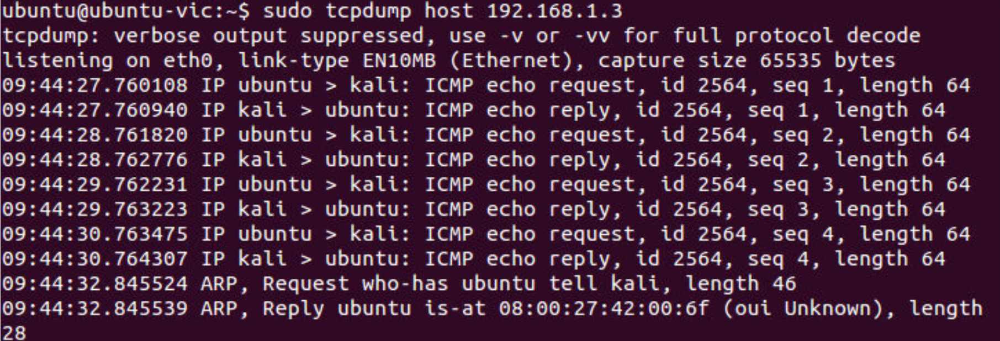 ubuntu@ubuntu-vic:~$ sudo tcpdump host 192.168.1.3
tcpdump: verbose output suppressed, use -v or -vv for full protocol decode
listening on eth0, link-type EN10MB (Ethernet), capture size 65535 bytes
09:44:27.760108 IP ubuntu > kali: ICMP echo request, id 2564, seq 1, length 64
09:44:27.760940 IP kali > ubuntu: ICMP echo reply, id 2564, seq 1, length 64
09:44:28.761820 IP ubuntu > kali: ICMP echo request, id 2564, seq 2, length 64
09:44:28.762776 IP kali > ubuntu: ICMP echo reply, id 2564, seq 2, length 64
09:44:29.762231 IP ubuntu > kali: ICMP echo request, id 2564, seq 3, length 64
09:44:29.763223 IP kali > ubuntu: ICMP echo reply, id 2564, seq 3, length 64
09:44:30.763475 IP ubuntu > kali: ICMP echo request, id 2564, seq 4, length 64
09:44:30.764307 IP kali > ubuntu: ICMP echo reply, id 2564, seq 4, length 64
09:44:32.845524 ARP, Request who-has ubuntu tell kali, length 46
09:44:32.845539 ARP, Reply ubuntu is-at 08:00:27:42:00:6f (oui Unknown), length
28